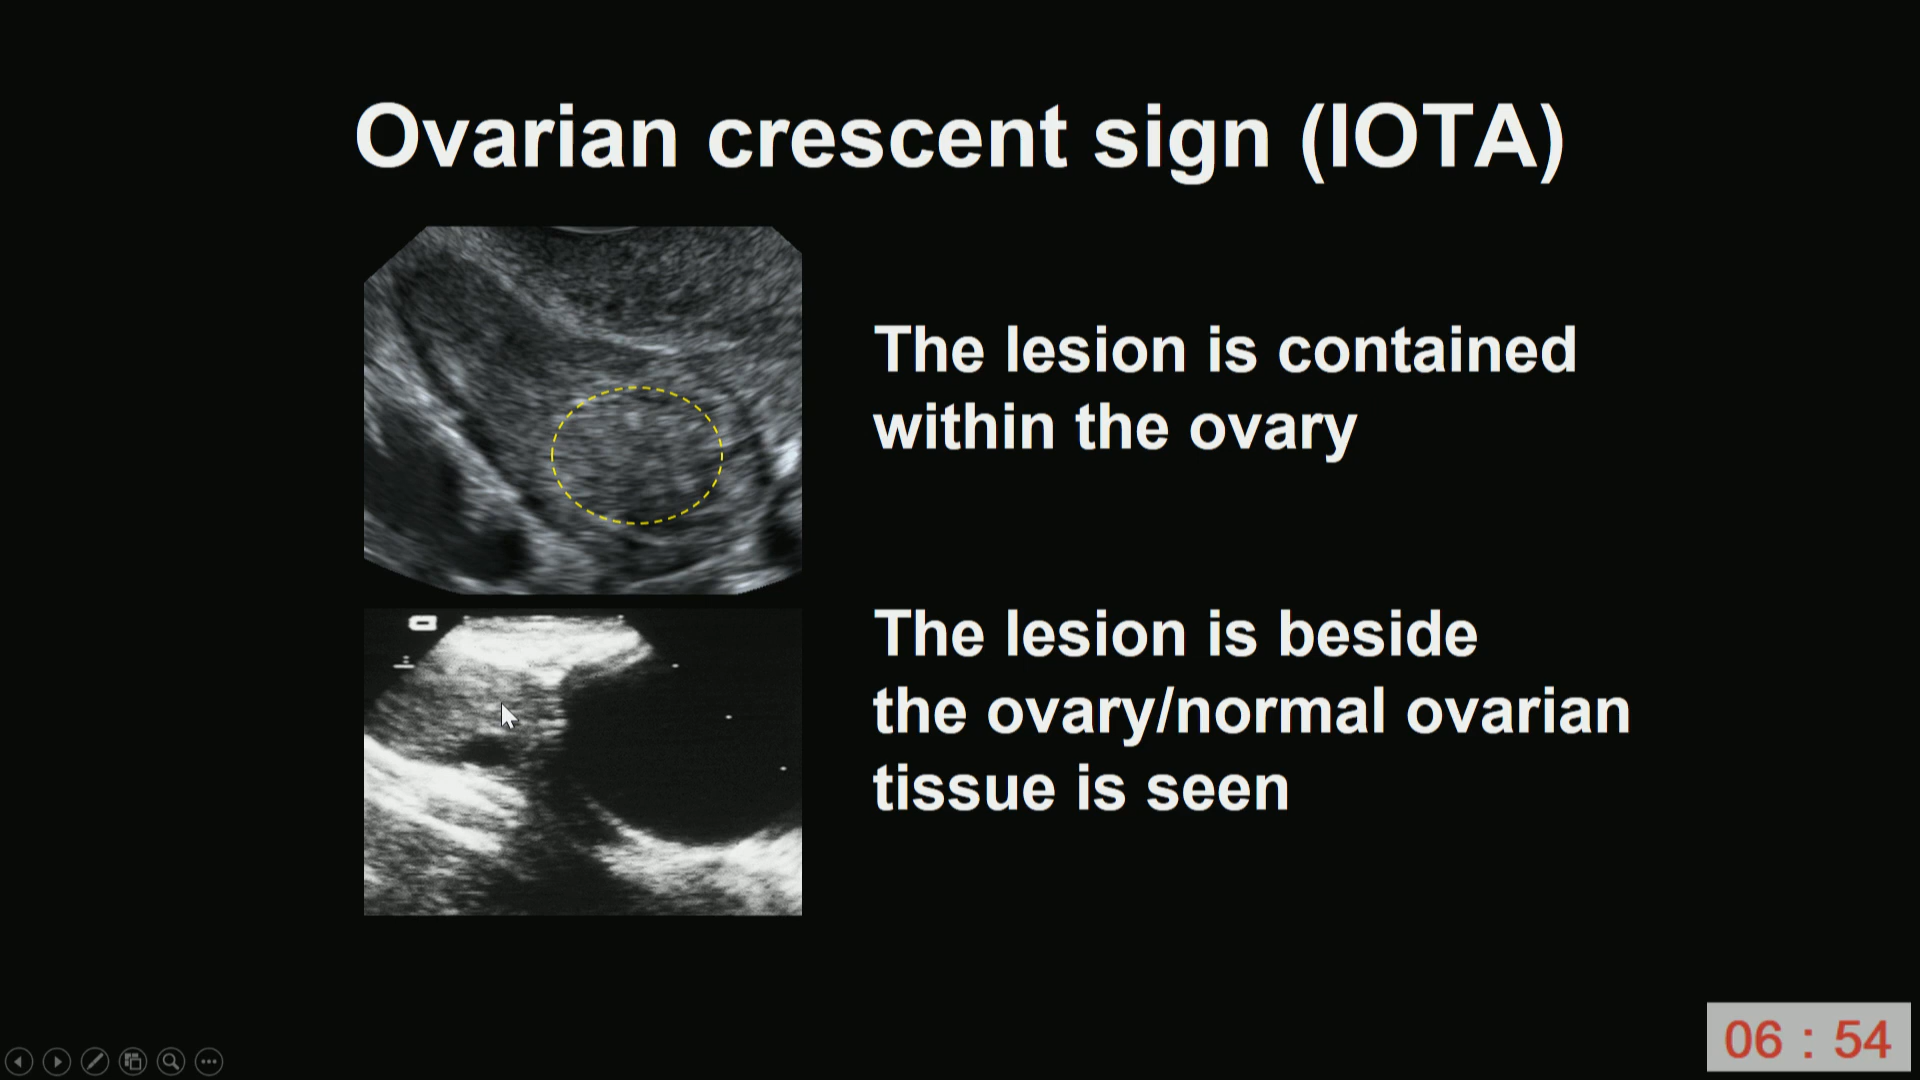 Ovarian crescent sign (IOTA)
The lesion is contained
within the ovary
The lesion is beside
the ovary/normal ovarian
tissue is seen
06 : 54